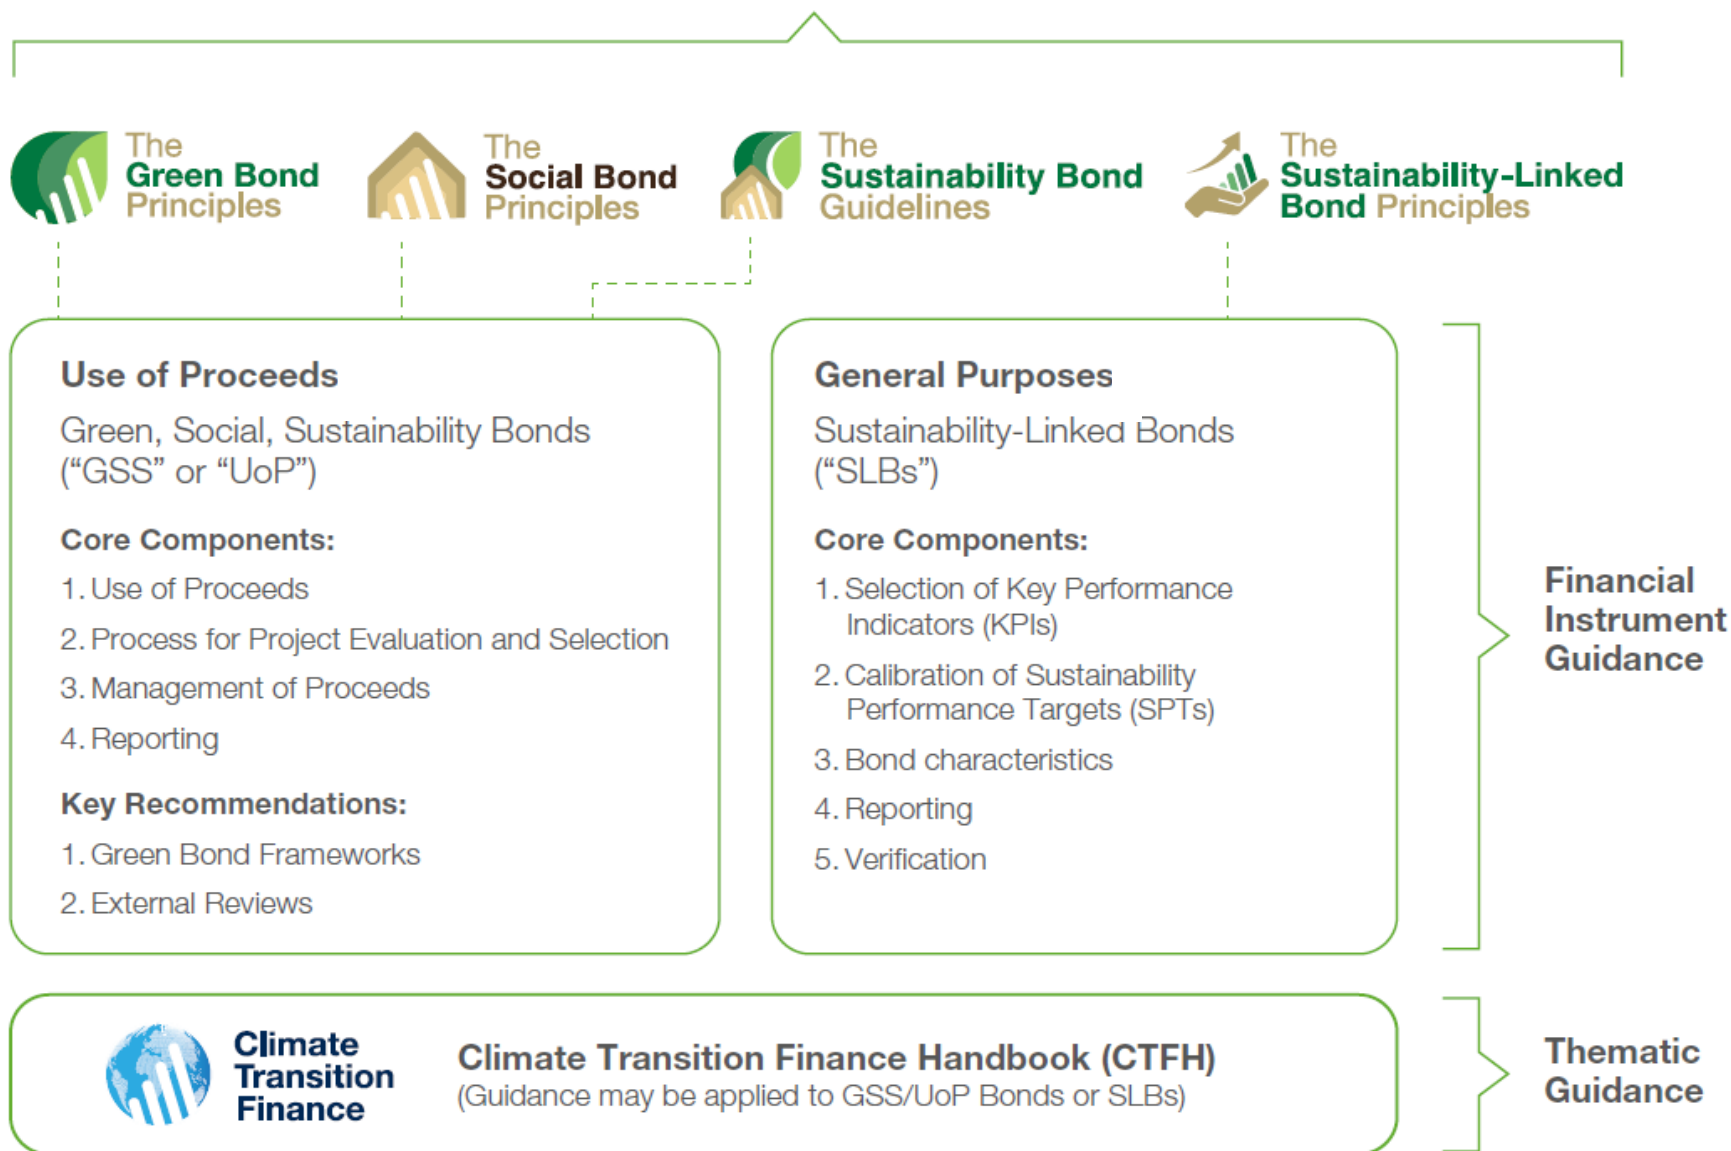 The
Green Bond
Principles
The
Social Bond
Principles
The
Sustainability Bond
Guidelines
The
Sustainability-Linked
Bond Principles
Use of Proceeds
Green, Social, Sustainability Bonds
(“GSS” or “UoP”)
Core Components:
1. Use of Proceeds
2. Process for Project Evaluation and Selection
3. Management of Proceeds
4. Reporting
Key Recommendations:
1. Green Bond Frameworks
2. External Reviews
General Purposes
Sustainability-Linked Bonds
(“SLBs”)
Core Components:
1. Selection of Key Performance
Indicators (KPIs)
2. Calibration of Sustainability
Performance Targets (SPTs)
3. Bond characteristics
4. Reporting
5. Verification
Financial
Instrument
Guidance
Climate
Transition
Finance
Climate Transition Finance Handbook (CTFH)
(Guidance may be applied to GSS/UoP Bonds or SLBs)
Thematic
Guidance